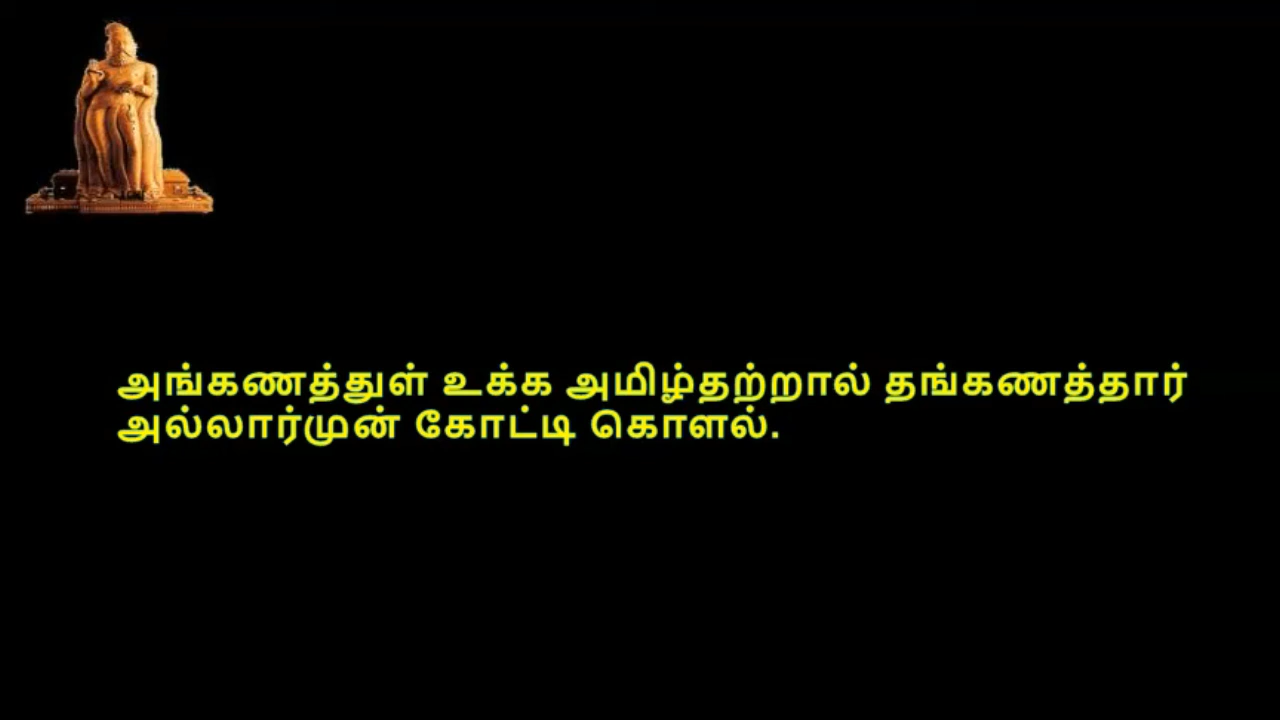 அங்கணத்துள் உக்க அமிழ்தற்றால் தங்கணத்தார்
அல்லார்முன் கோட்டி கொளல்.